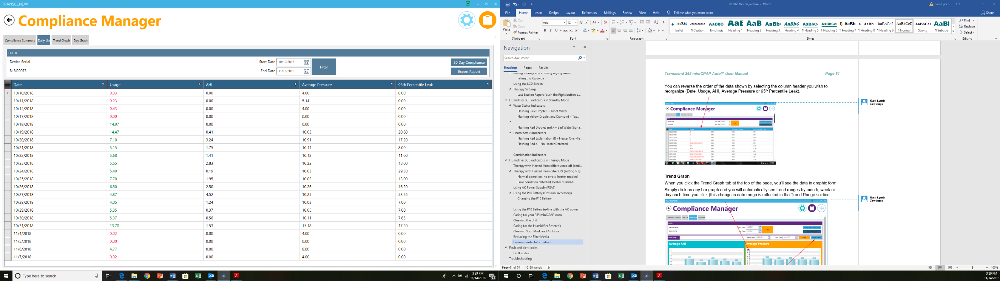 TRANSCEND®
Compliance Manager
Compliance Summary Daily List Trend Graph Day Graph
FILTER
Device Serial
B18I20073
Start Date 10/10/2018
End Date 11/13/2018
Filter
30 Day Compliance
Export Report
Date Usage AHI Average Pressure 95th Percentile Leak
10/10/2018 0.03 0.00 4.00 0.00
10/11/2018 0.23 0.00 5.14 0.00
10/14/2018 0.43 0.00 4.00 0.00
10/17/2018 0.00 0.00 0.00 0.00
10/18/2018 14.97 0.00 0.00 0.00
10/19/2018 14.47 0.41 10.03 20.60
10/20/2018 7.10 3.24 10.91 17.20
10/21/2018 5.15 1.75 10.14 8.00
10/22/2018 5.68 1.41 10.12 11.00
10/23/2018 5.65 2.83 10.22 18.00
10/24/2018 5.40 0.19 10.03 29.30
10/25/2018 7.70 1.95 10.02 13.00
10/26/2018 6.80 2.50 10.26 16.20
10/27/2018 4.87 4.52 10.25 53.55
10/28/2018 4.05 1.24 10.03 7.00
10/29/2018 5.35 0.37 10.05 7.00
10/30/2018 5.37 0.56 10.11 7.65
10/31/2018 13.70 1.53 15.18 17.20
11/4/2018 0.02 0.00 4.00 0.00
11/5/2018 0.00 0.00 0.00 0.00
11/6/2018 4.77 0.00 8.00 0.00
11/7/2018 0.02 0.00 4.00 0.00
Type here to search
3:29 PM
11/14/2018
23
103765 Rev 06_redline - Word
Sam Lynch
File Home Insert Design Layout References Mailings Review View Help Tell me what you want to do
Share
Paste
Cut
Copy
Format Painter
Clipboard
Arial 12
Font
Paragraph
bullet ¶ Caption Emphasis Heading 1 Heading 2 Heading 3 Heading 4 ¶ Heading 5 ¶ Heading 6 ¶ Heading 7 ¶ Heading 8 ¶ Heading 9 ¶ Normal Strong ¶ Subtitle
Styles
Find
Replace
Select
Editing
Navigation
Search document
Headings Pages Results
Ending therapy and entering Drying Mode
Filling the Reservoir
Using the LCD Screen
Therapy Settings
Last Session Report (push the Right button o...
Humidifier LCD indicators in Standby Mode
Water Status Indicators
Flashing Blue Droplet - Out of Water
Flashing Yellow Droplet and Diamond – Tap...
Flashing Red Droplet and X – Bad Water Signa...
Heater Status Indicators
Flashing Red Exclamation (!) – Heater Over-Te...
Flashing Red X – No Heater Detected
Combination Indicators
Humidifier LCD indicators in Therapy Mode
Therapy with Heated Humidifier turned off (setti...
Therapy with Heated Humidifier ON (setting > 0)
Normal operation, no errors, heater enabled.
Error condition detected, heater disabled.
Using AC Power Supply (PSA3)
Using the P10 Battery (Optional Accessory)
Charging the P10 Battery
Using the P10 Battery in-line with the AC power
Caring for your 365 miniCPAP Auto
Cleaning the Unit
Caring for the Humidifier Reservoir
Cleaning Your Mask and Air Hose
Replacing the Filter Media
Environmental Information
Fault and alert codes
Fault codes
Troubleshooting
Transcend 365 miniCPAP Auto™ User Manual Page 61
You can reverse the order of the data shown by selecting the column header you wish to
reorganize (Date, Usage, AHI, Average Pressure or 95th Percentile Leak).
Compliance Manager
Sam Lynch
New image
Trend Graph
When you click the Trend Graph tab at the top of the page, you'll see the data in graphic form.
Simply click on any bar graph and you will automatically see trend ranges by month, week or
day each time you click (this change in date range is reflected in the Trend Range section.
Sam Lynch
New image
Compliance Manager
Average AHI
Average Pressure
Page 61 of 74 10138 words
100%
3:29 PM
11/14/2018